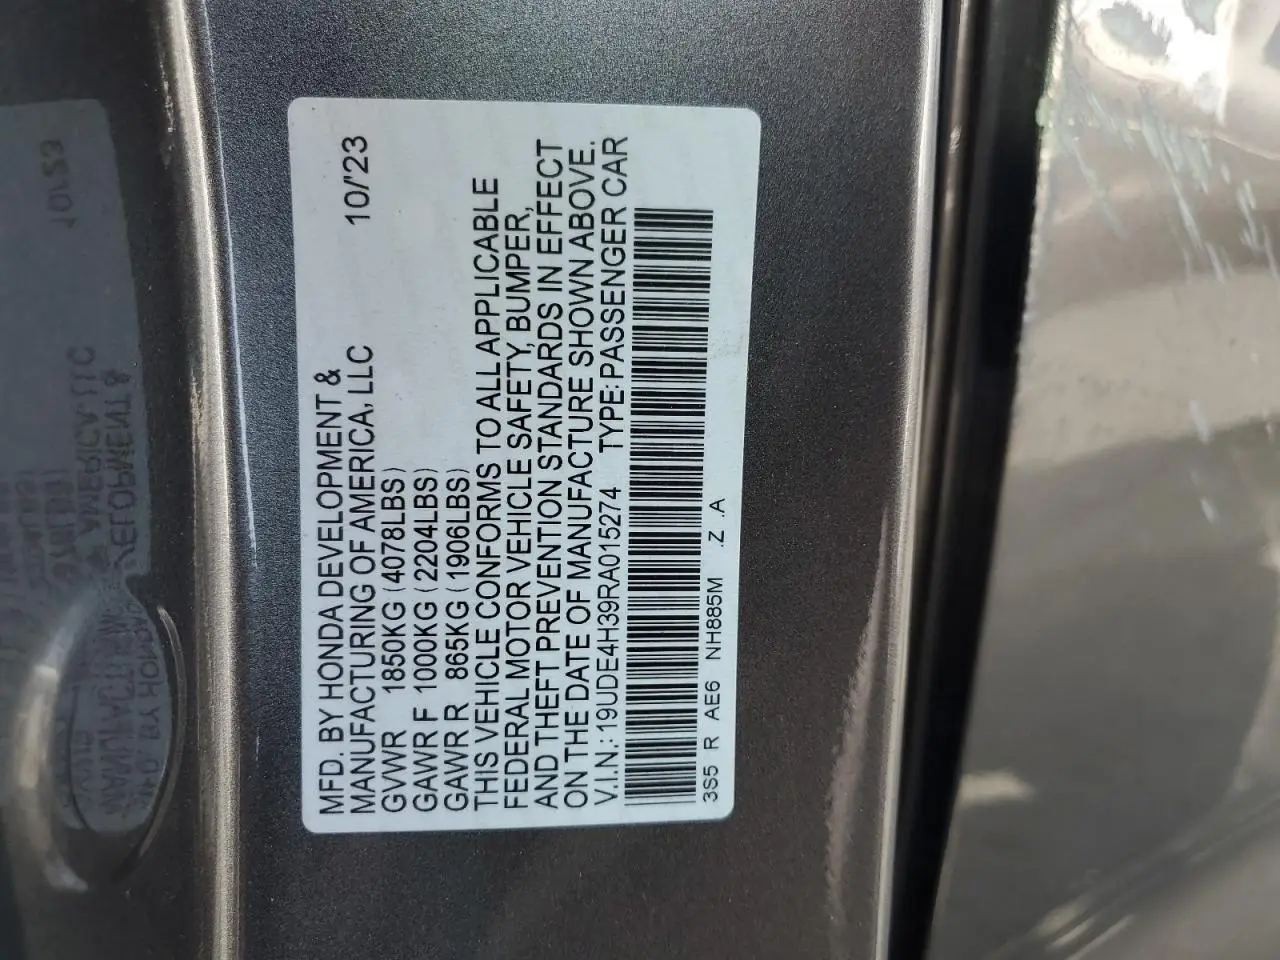 MFD. BY HONDA DEVELOPMENT &
MANUFACTURING OF AMERICA, LLC 10/'23
GVWR 1850KG (4078LBS)
GAWR F 1000KG (2204LBS)
GAWR R 865KG (1906LBS)
THIS VEHICLE CONFORMS TO ALL APPLICABLE
FEDERAL MOTOR VEHICLE SAFETY, BUMPER,
AND THEFT PREVENTION STANDARDS IN EFFECT
ON THE DATE OF MANUFACTURE SHOWN ABOVE.
V.I.N.: 19UDE4H39RA015274 TYPE: PASSENGER CAR
3S5 R AE6 NH885M .Z .A